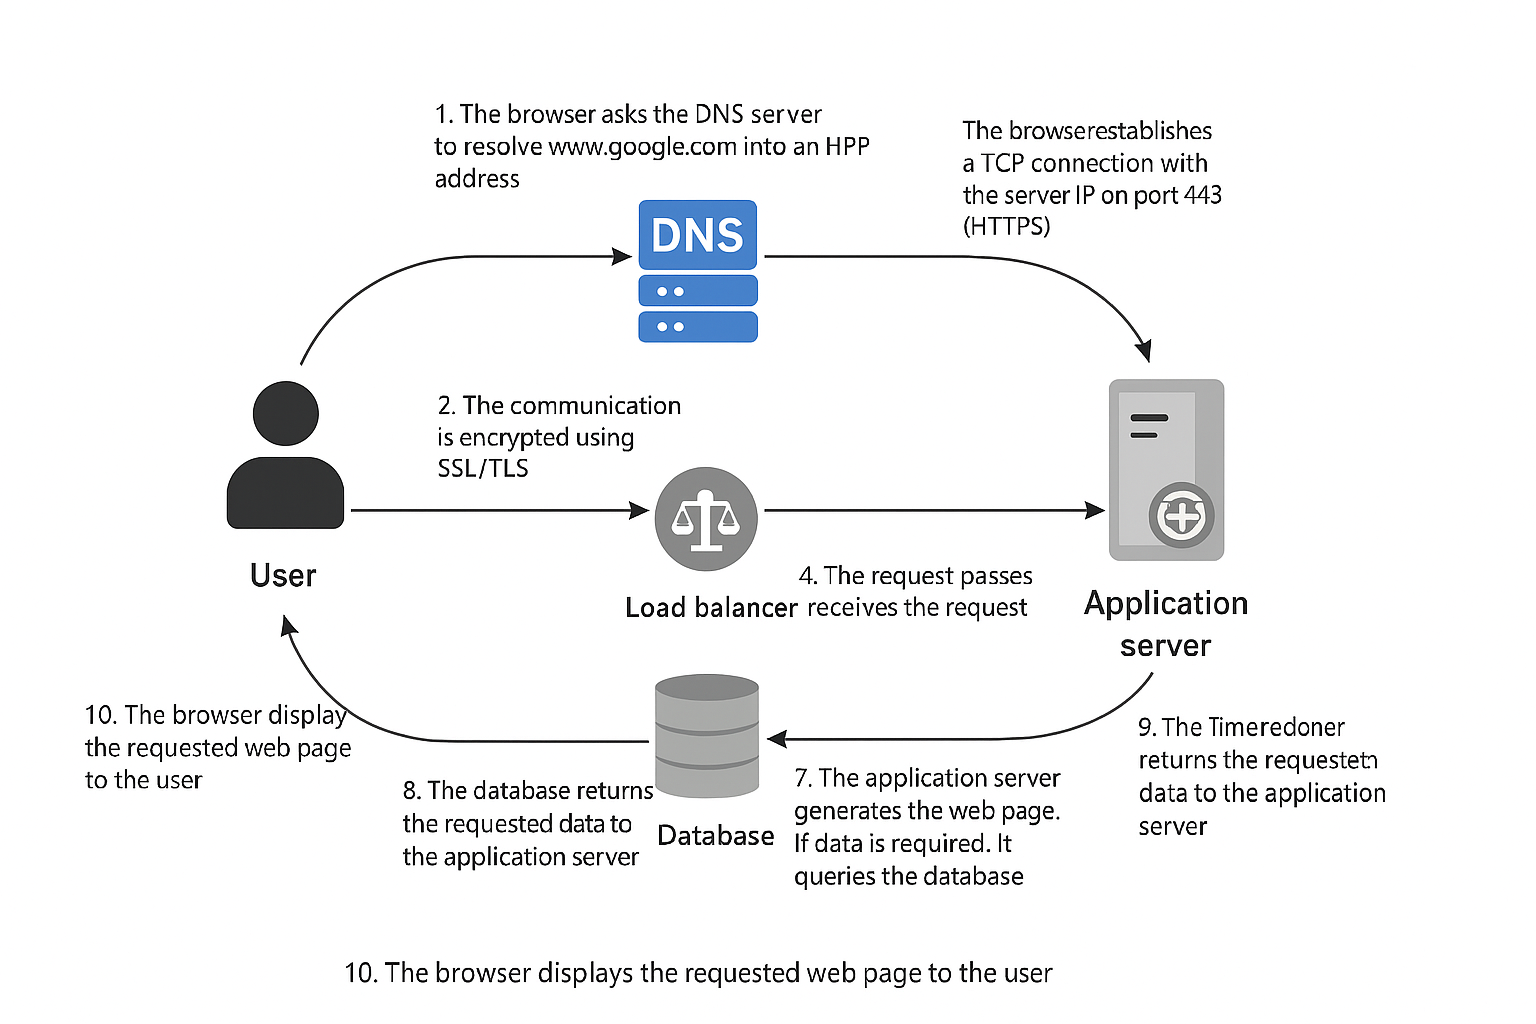 1. The browser asks the DNS server
to resolve www.google.com into an HPP
address
The browserestablishes
a TCP connection with
the server IP on port 443
(HTTPS)
DNS
2. The communication
is encrypted using
SSL/TLS
User
Load balancer
4. The request passes
receives the request
Application
server
10. The browser display
the requested web page
to the user
8. The database returns
the requested data to
the application server
Database
7. The application server
generates the web page.
If data is required. It
queries the database
9. The Timeredoner
returns the requestetn
data to the application
server
10. The browser displays the requested web page to the user